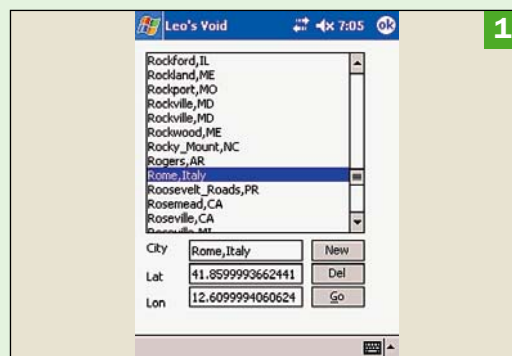 Leo's Void 7:05 ok
1
Rockford,IL
Rockland,ME
Rockport,MO
Rockville,MD
Rockville,MD
Rockwood,ME
Rocky_Mount,NC
Rogers,AR
Rome,Italy
Roosevelt_Roads,PR
Rosemead,CA
Roseville,CA
Roseville,MI
City Rome,Italy New
Lat 41.8599993662441 Del
Lon 12.6099994060624 Go